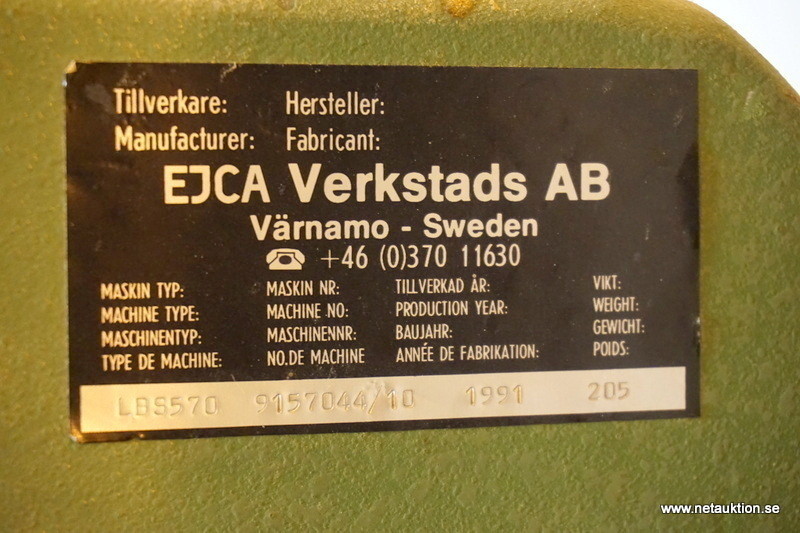 Tillverkare: Hersteller:
Manufacturer: Fabricant:
EJCA Verkstads AB
Värnamo - Sweden
+46 (0)370 11630
MASKIN TYP: MASKIN NR: TILLVERKAD ÅR: VIKT:
MACHINE TYPE: MACHINE NO: PRODUCTION YEAR: WEIGHT:
MASCHINENTYP: MASCHINENNR: BAUJAHR: GEWICHT:
TYPE DE MACHINE: NO.DE MACHINE ANNÉE DE FABRIKATION: POIDS:
LBS570 9157044/10 1991 205
www.netauktion.se